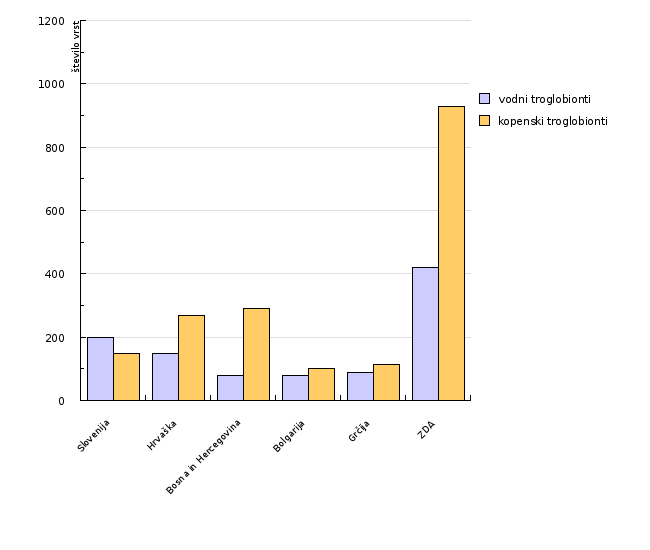 1200
1000
800
600
400
200
0
število vrst
vodni troglobionti
kopenski troglobionti
Slovenija
Hrvaška
Bosna in Hercegovina
Bolgarija
Grčija
ZDA